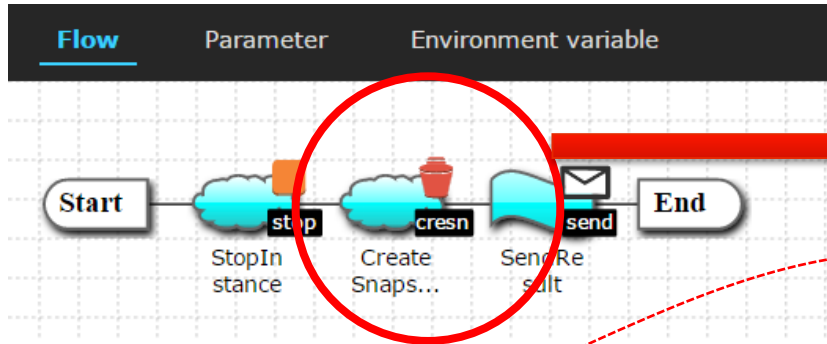 Flow Parameter Environment variable
Start stop cresn send End
StopIn Create SendRe
stance Snaps... sult